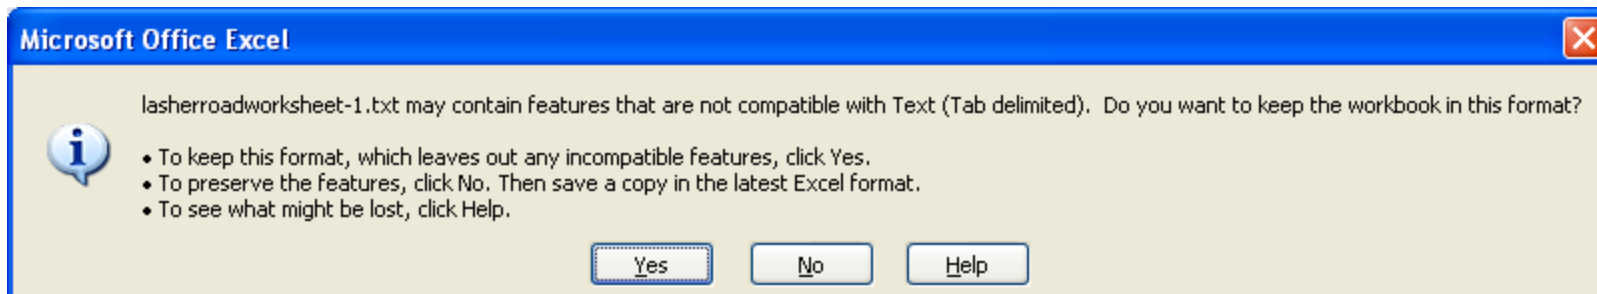 Microsoft Office Excel
lasherroadworksheet-1.txt may contain features that are not compatible with Text (Tab delimited).  Do you want to keep the workbook in this format?
• To keep this format, which leaves out any incompatible features, click Yes.
• To preserve the features, click No. Then save a copy in the latest Excel format.
• To see what might be lost, click Help.
Yes No Help